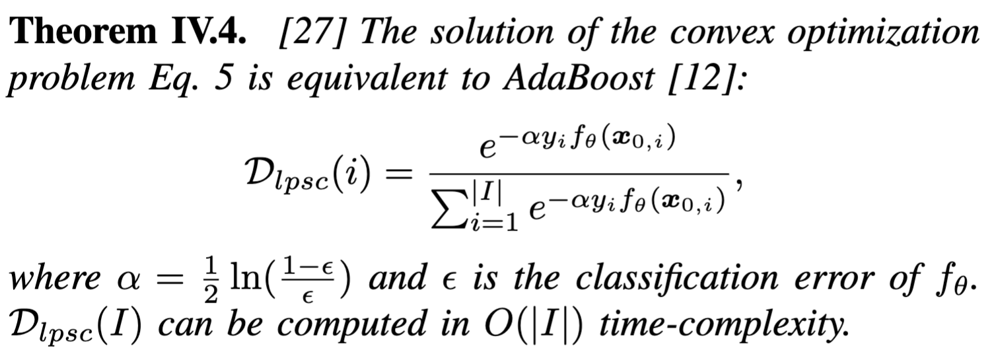 Theorem IV.4. [27] The solution of the convex optimization
problem Eq. 5 is equivalent to AdaBoost [12]:
$\mathcal{D}_{lpsc}(i) = \frac{e^{-\alpha y_i f_\theta(\boldsymbol{x}_{0,i})}}{\sum_{i=1}^{|I|} e^{-\alpha y_i f_\theta(\boldsymbol{x}_{0,i})}},$
where $\alpha = \frac{1}{2} \ln(\frac{1-\epsilon}{\epsilon})$ and $\epsilon$ is the classification error of $f_\theta$.
$\mathcal{D}_{lpsc}(I)$ can be computed in $O(|I|)$ time-complexity.